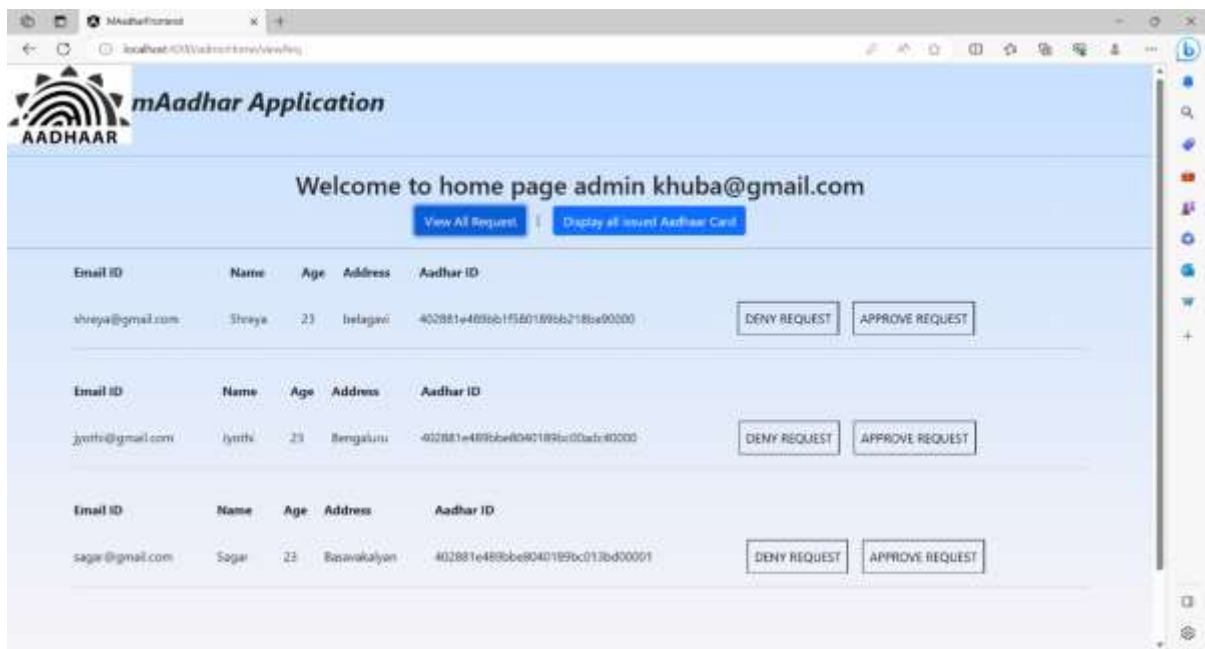 MAadharFrontend
mAadhar Application
AADHAAR
Welcome to home page admin khuba@gmail.com
View All Request | Display all issued Aadhaar Card
Email ID Name Age Address Aadhar ID
shreya@gmail.com Shreya 23 belagavi DENY REQUEST APPROVE REQUEST
Email ID Name Age Address Aadhar ID
jyothi@gmail.com Jyothi 23 Bengaluru DENY REQUEST APPROVE REQUEST
Email ID Name Age Address Aadhar ID
sagar@gmail.com Sagar 23 Basavakalyan 402881e489bbe8040189bc013bd00001 DENY REQUEST APPROVE REQUEST